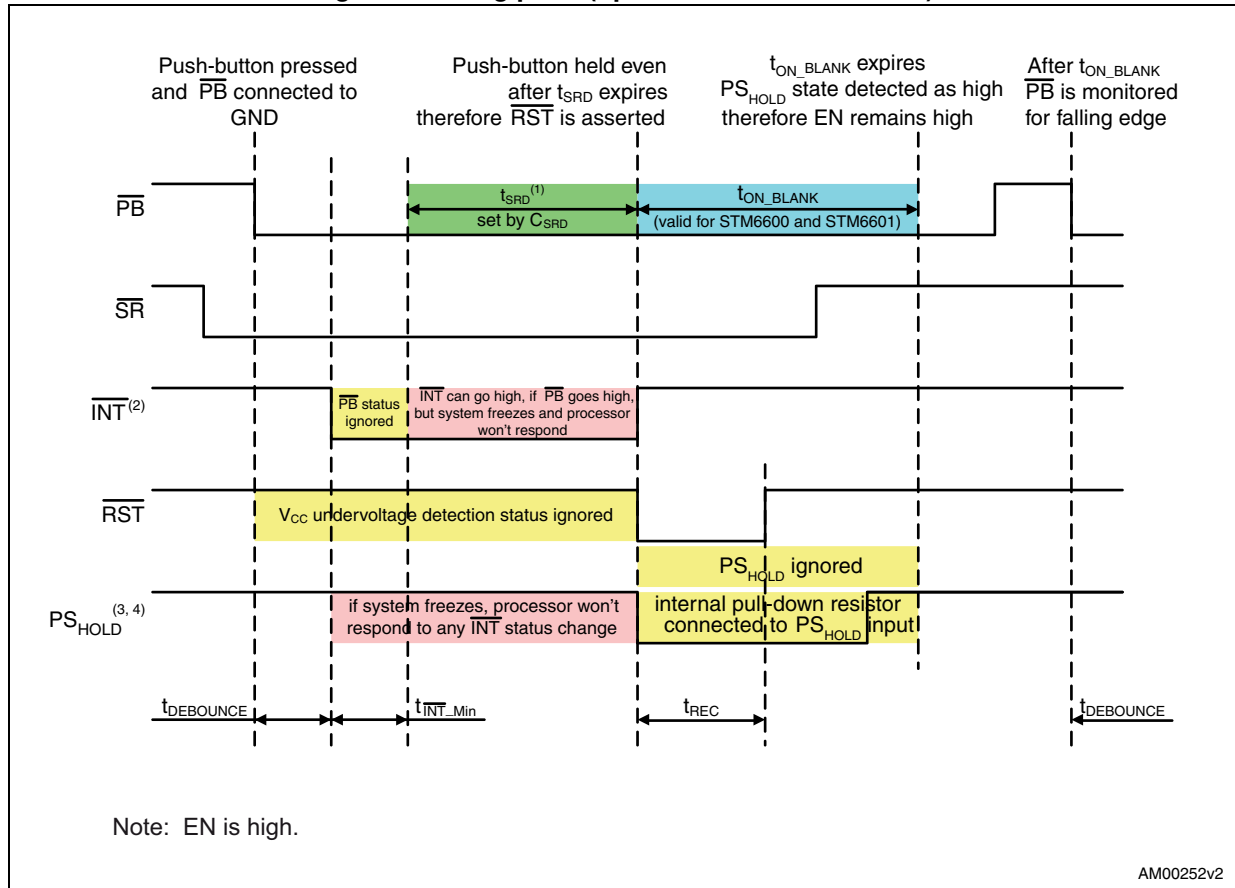 Push-button pressed
and PB connected to
GND
Push-button held even
after tSRD expires
therefore RST is asserted
tON_BLANK expires
PSHOLD state detected as high
therefore EN remains high
After tON_BLANK
PB is monitored
for falling edge
PB
tSRD(1)
set by CSRD
tON_BLANK
(valid for STM6600 and STM6601)
SR
INT(2)
PB status
ignored
INT can go high, if PB goes high,
but system freezes and processor
won't respond
RST
VCC undervoltage detection status ignored
PSHOLD ignored
PSHOLD(3, 4)
if system freezes, processor won't
respond to any INT status change
internal pull-down resistor
connected to PSHOLD input
tDEBOUNCE
tINT_Min
tREC
tDEBOUNCE
Note: EN is high.
AM00252v2